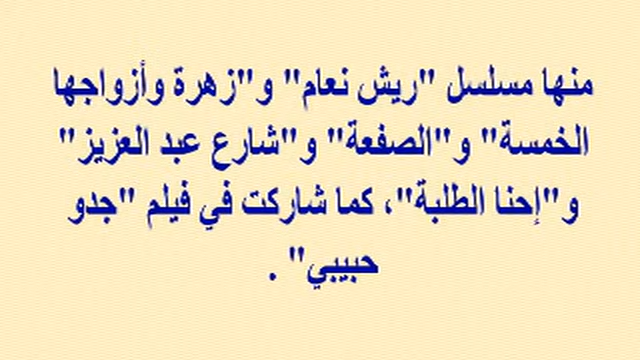 منها مسلسل "ريش نعام" و"زهرة وأزواجها
الخمسة" و"الصفعة" و"شارع عبد العزيز"
و"إحنا الطلبة"، كما شاركت في فيلم "جدو
حبيبي" .